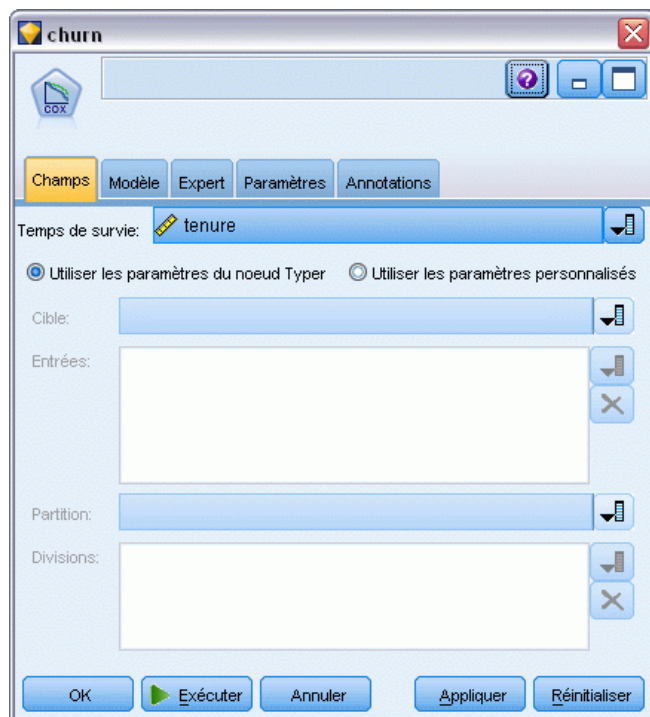 churn
COX
Champs Modèle Expert Paramètres Annotations
Temps de survie: tenure
Utiliser les paramètres du noeud Typer Utiliser les paramètres personnalisés
Cible:
Entrées:
Partition:
Divisions:
OK Exécuter Annuler Appliquer Réinitialiser